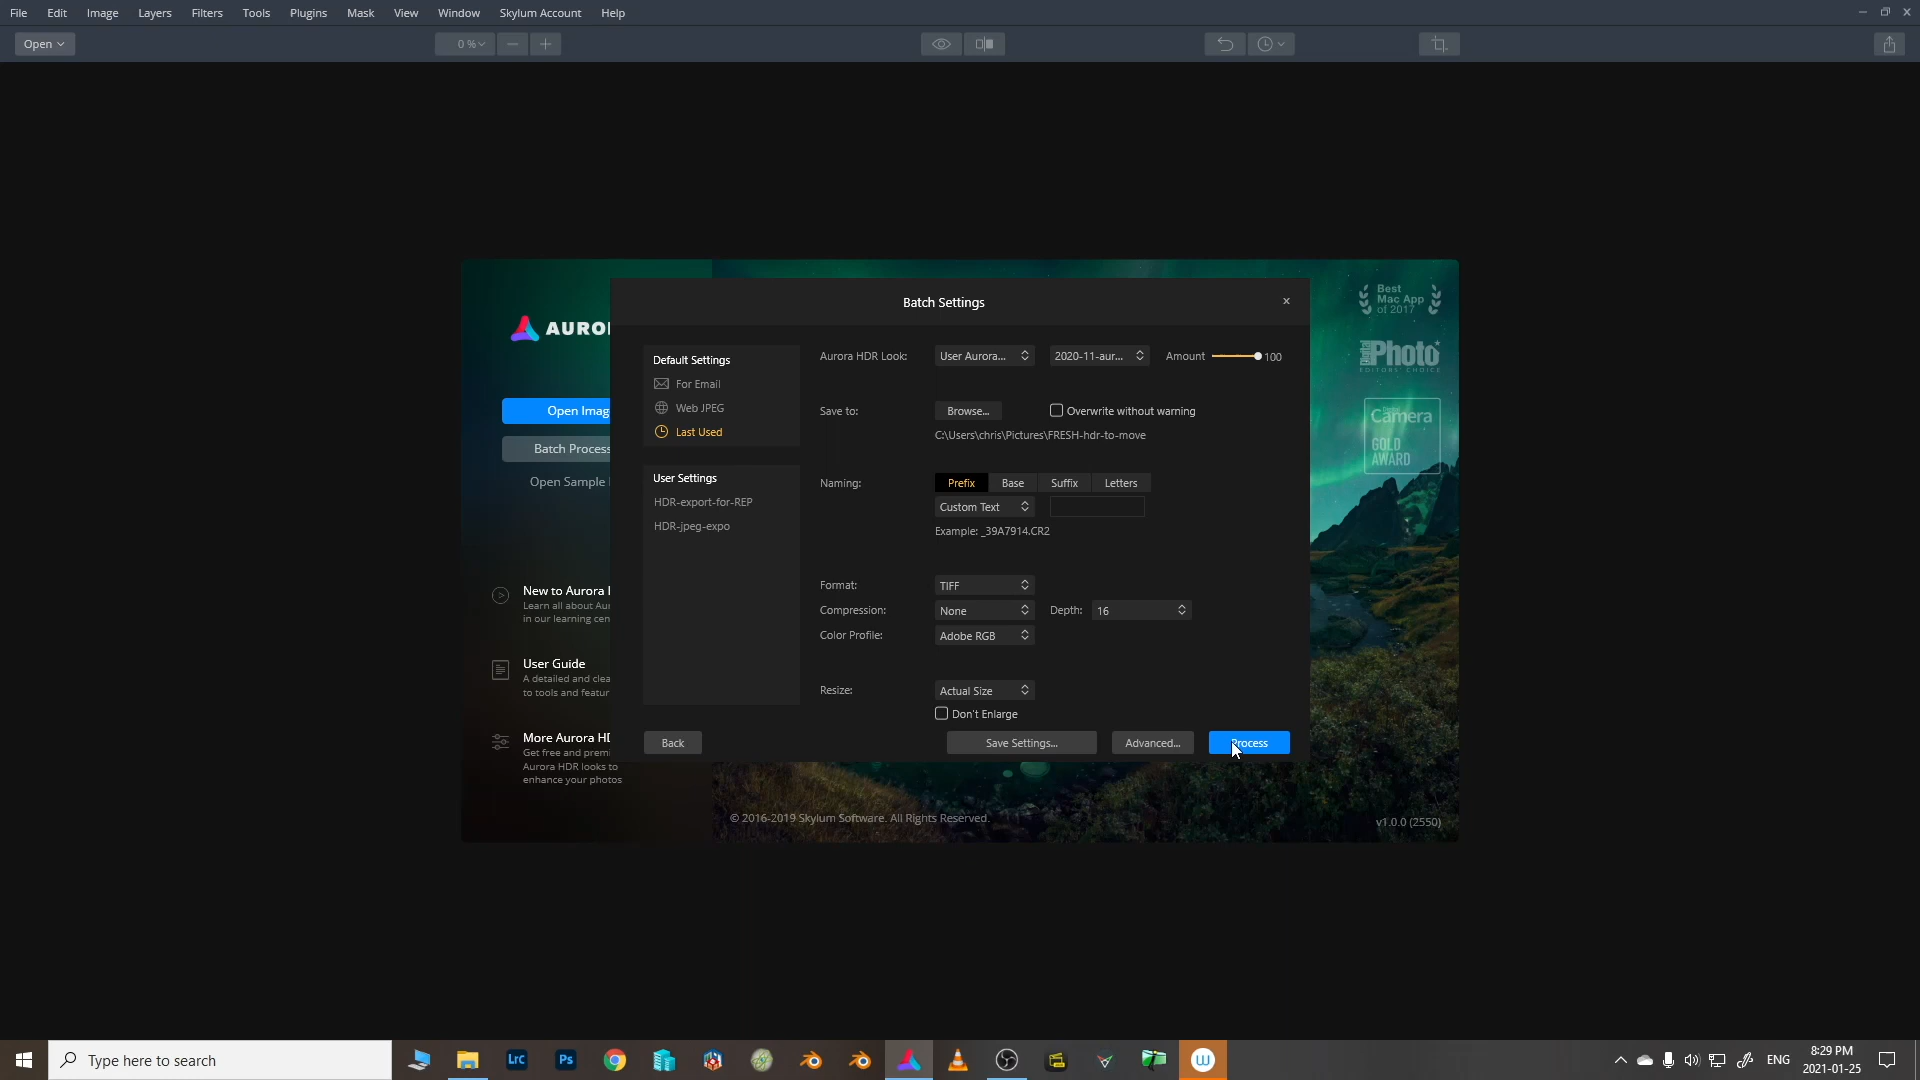 File Edit Image Layers Filters Tools Plugins Mask View Window Skylum Account Help
Open 0 %
Best
Mac App
of 2017
Digital
Photo
EDITORS' CHOICE
Camera
GOLD
AWARD
AURO
Open Imag
Batch Process
Open Sample
New to Aurora
Learn all about Au
in our learning cen
User Guide
A detailed and clea
to tools and featur
More Aurora HD
Get free and premi
Aurora HDR looks to
enhance your photos
Batch Settings
Default Settings
For Email
Web JPEG
Last Used
User Settings
HDR-export-for-REP
HDR-jpeg-expo
Aurora HDR Look: User Aurora... 2020-11-aur... Amount 100
Save to: Browse... Overwrite without warning
C:\Users\chris\Pictures\FRESH-hdr-to-move
Naming: Prefix Base Suffix Letters
Custom Text
Example: _39A7914.CR2
Format: TIFF
Compression: None Depth: 16
Color Profile: Adobe RGB
Resize: Actual Size
Don't Enlarge
Back Save Settings... Advanced... Process
© 2016-2019 Skylum Software. All Rights Reserved.
v1.0.0 (2550)
Type here to search
LrC Ps W
ENG
8:29 PM
2021-01-25